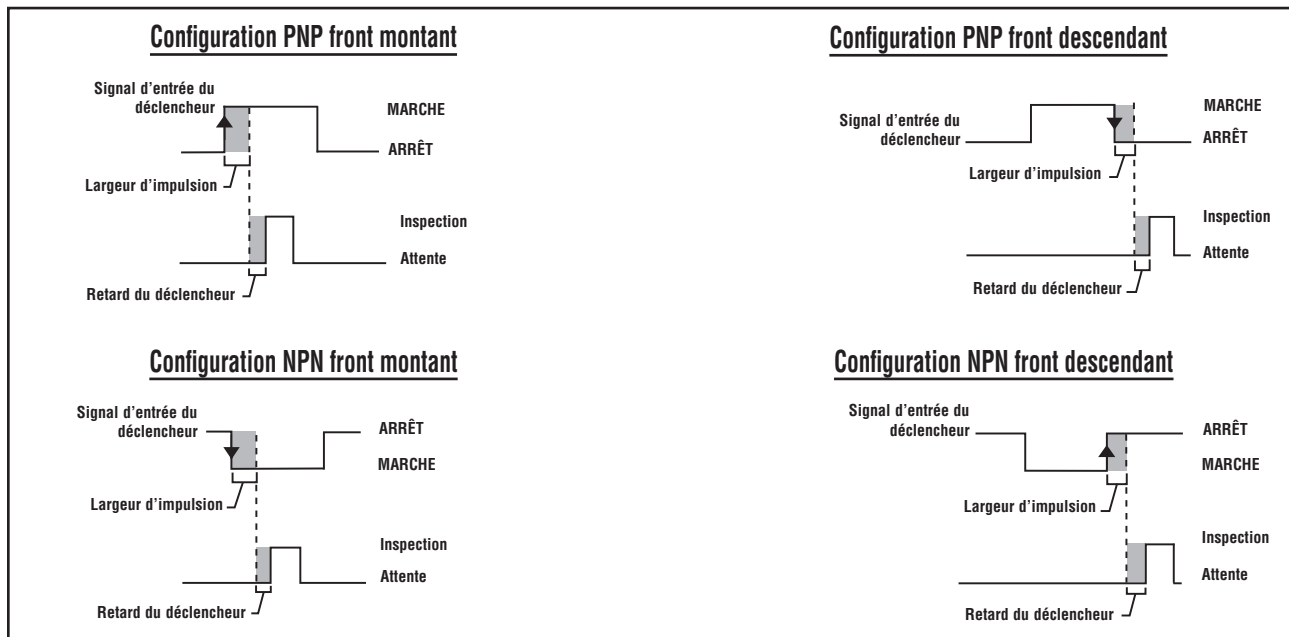 Configuration PNP front montant
Signal d'entrée du
déclencheur
MARCHE
ARRÊT
Largeur d'impulsion
Inspection
Attente
Retard du déclencheur
Configuration PNP front descendant
Signal d'entrée du
déclencheur
MARCHE
ARRÊT
Largeur d'impulsion
Inspection
Attente
Retard du déclencheur
Configuration NPN front montant
Signal d'entrée du
déclencheur
ARRÊT
MARCHE
Largeur d'impulsion
Inspection
Attente
Retard du déclencheur
Configuration NPN front descendant
Signal d'entrée du
déclencheur
ARRÊT
MARCHE
Largeur d'impulsion
Inspection
Attente
Retard du déclencheur